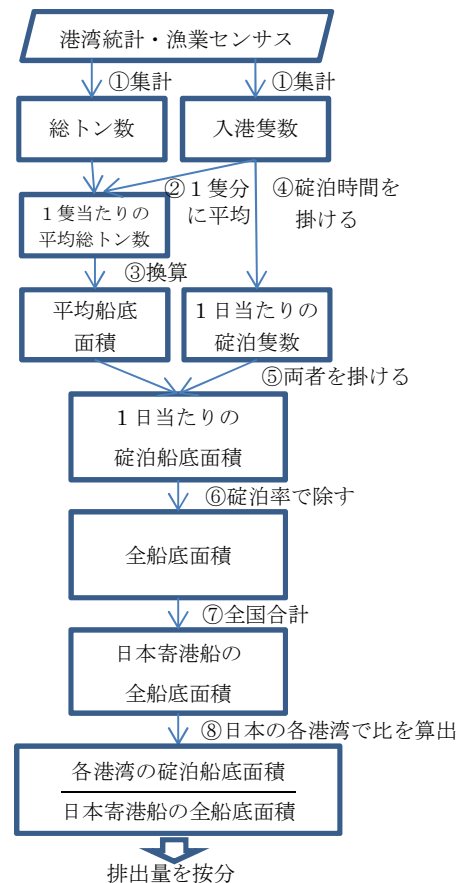 港湾統計・漁業センサス
①集計
①集計
総トン数
入港隻数
②１隻分
に平均
④碇泊時間を
掛ける
１隻当たりの
平均総トン数
③換算
平均船底
面積
１日当たりの
碇泊隻数
⑤両者を掛ける
１日当たりの
碇泊船底面積
⑥碇泊率で除す
全船底面積
⑦全国合計
日本寄港船の
全船底面積
⑧日本の各港湾で比を算出
各港湾の碇泊船底面積
日本寄港船の全船底面積
排出量を按分